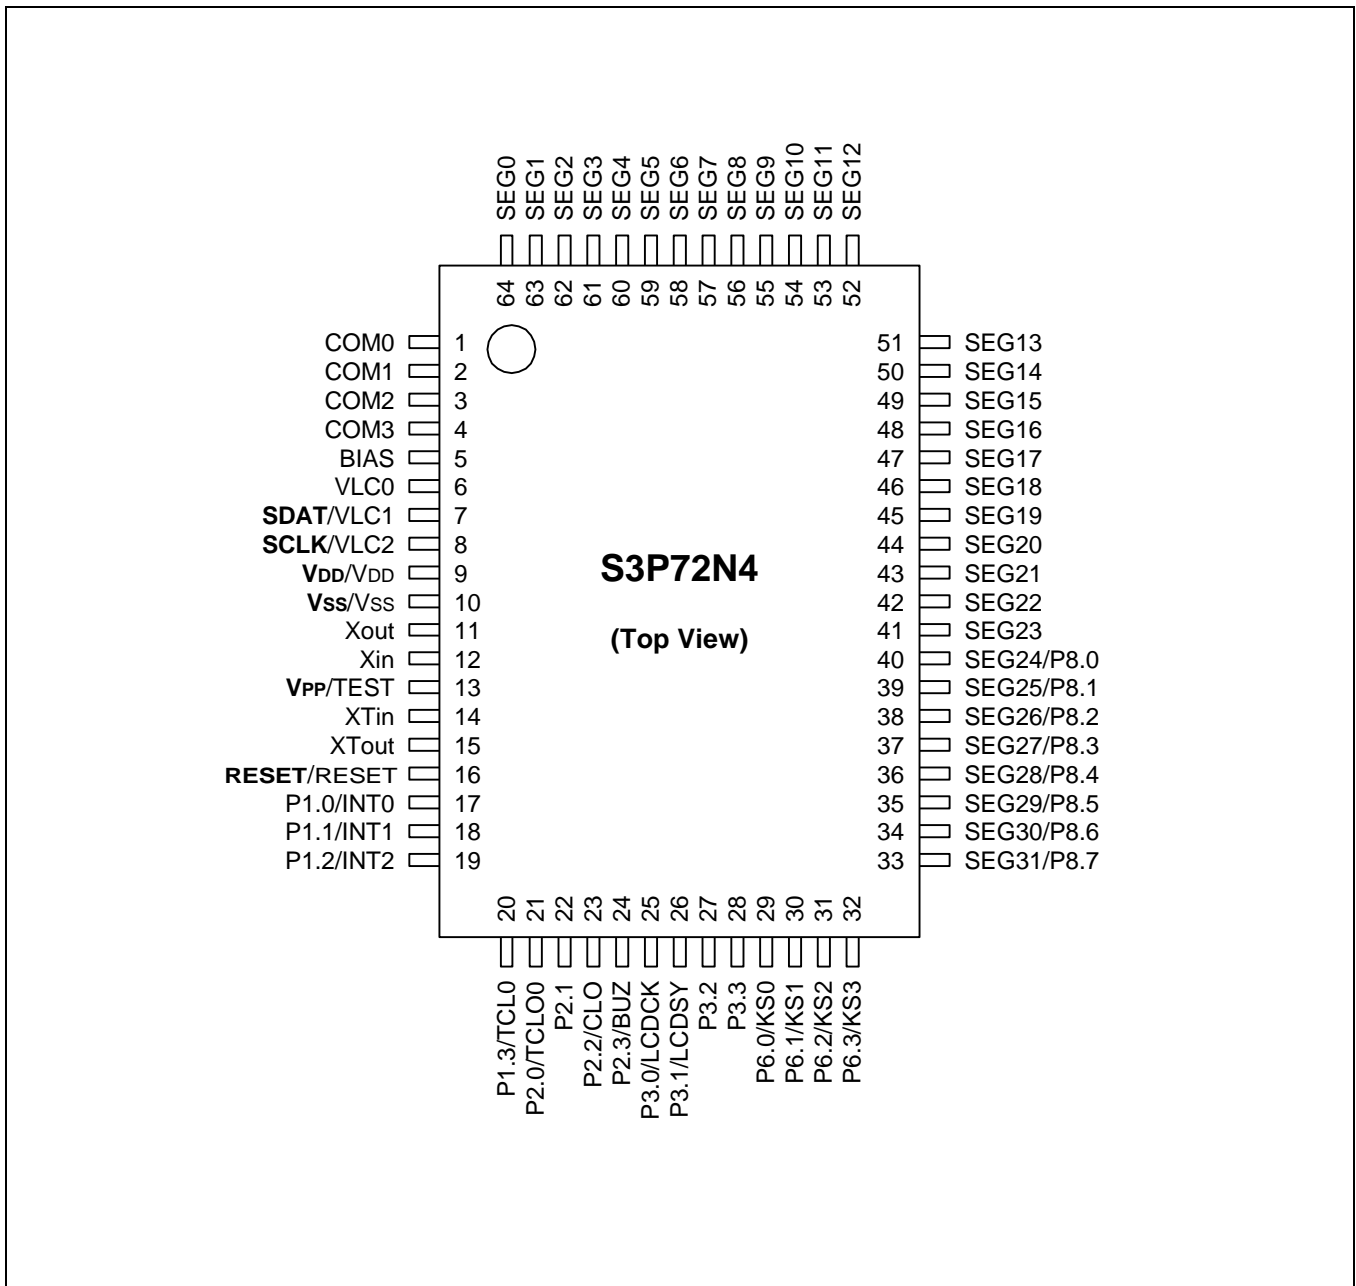 SEG0
SEG1
SEG2
SEG3
SEG4
SEG5
SEG6
SEG7
SEG8
SEG9
SEG10
SEG11
SEG12
64
63
62
61
60
59
58
57
56
55
54
53
52
COM0 1
COM1 2
COM2 3
COM3 4
BIAS 5
VLC0 6
SDAT/VLC1 7
SCLK/VLC2 8
VDD/VDD 9
VSS/VSS 10
Xout 11
Xin 12
VPP/TEST 13
XTin 14
XTout 15
RESET/RESET 16
P1.0/INT0 17
P1.1/INT1 18
P1.2/INT2 19
S3P72N4
(Top View)
51 SEG13
50 SEG14
49 SEG15
48 SEG16
47 SEG17
46 SEG18
45 SEG19
44 SEG20
43 SEG21
42 SEG22
41 SEG23
40 SEG24/P8.0
39 SEG25/P8.1
38 SEG26/P8.2
37 SEG27/P8.3
36 SEG28/P8.4
35 SEG29/P8.5
34 SEG30/P8.6
33 SEG31/P8.7
20
21
22
23
24
25
26
27
28
29
30
31
32
P1.3/TCL0
P2.0/TCLO0
P2.1
P2.2/CLO
P2.3/BUZ
P3.0/LCDCK
P3.1/LCDSY
P3.2
P3.3
P6.0/KS0
P6.1/KS1
P6.2/KS2
P6.3/KS3